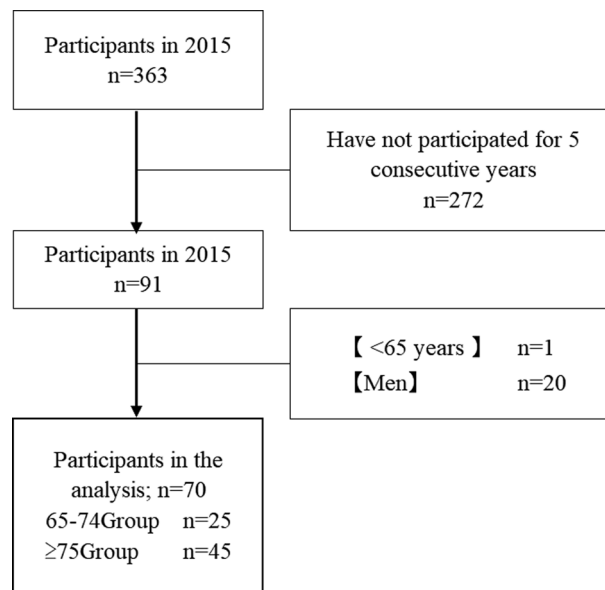 Participants in 2015
n=363
Have not participated for 5
consecutive years
n=272
Participants in 2015
n=91
【 <65 years 】 n=1
【Men】 n=20
Participants in the
analysis; n=70
65-74Group n=25
≥75Group n=45